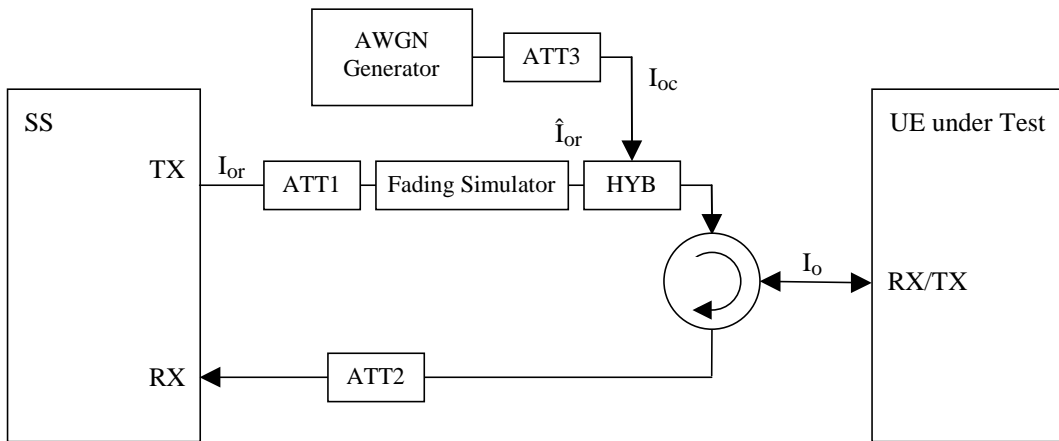 AWGN
Generator
ATT3
I_oc
SS
UE under Test
Î_or
TX
I_or
ATT1
Fading Simulator
HYB
I_o
RX/TX
RX
ATT2